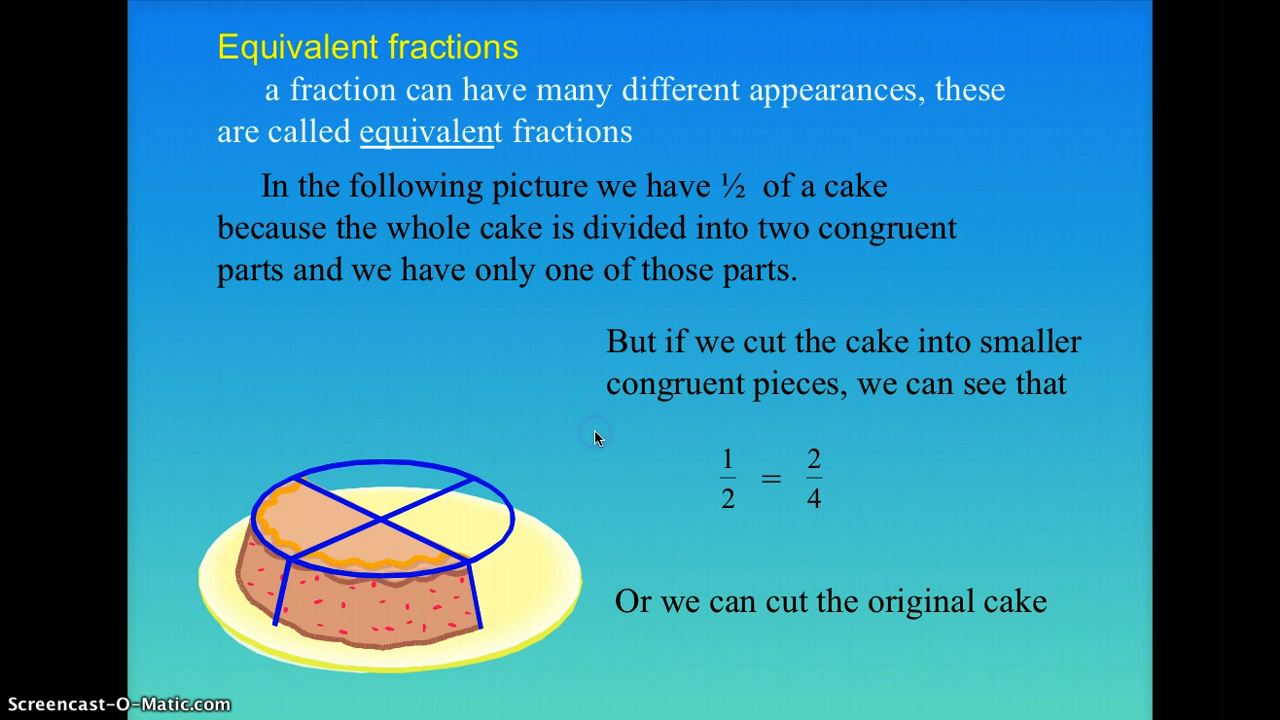 Equivalent fractions
a fraction can have many different appearances, these
are called equivalent fractions
In the following picture we have ½ of a cake
because the whole cake is divided into two congruent
parts and we have only one of those parts.
But if we cut the cake into smaller
congruent pieces, we can see that
1/2 = 2/4
Or we can cut the original cake
Screencast-O-Matic.com